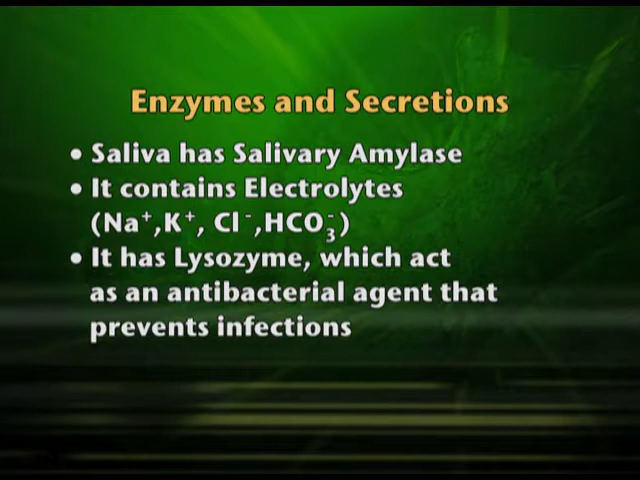 Enzymes and Secretions
• Saliva has Salivary Amylase
• It contains Electrolytes
(Na⁺,K⁺, Cl⁻,HCO₃⁻)
• It has Lysozyme, which act
as an antibacterial agent that
prevents infections